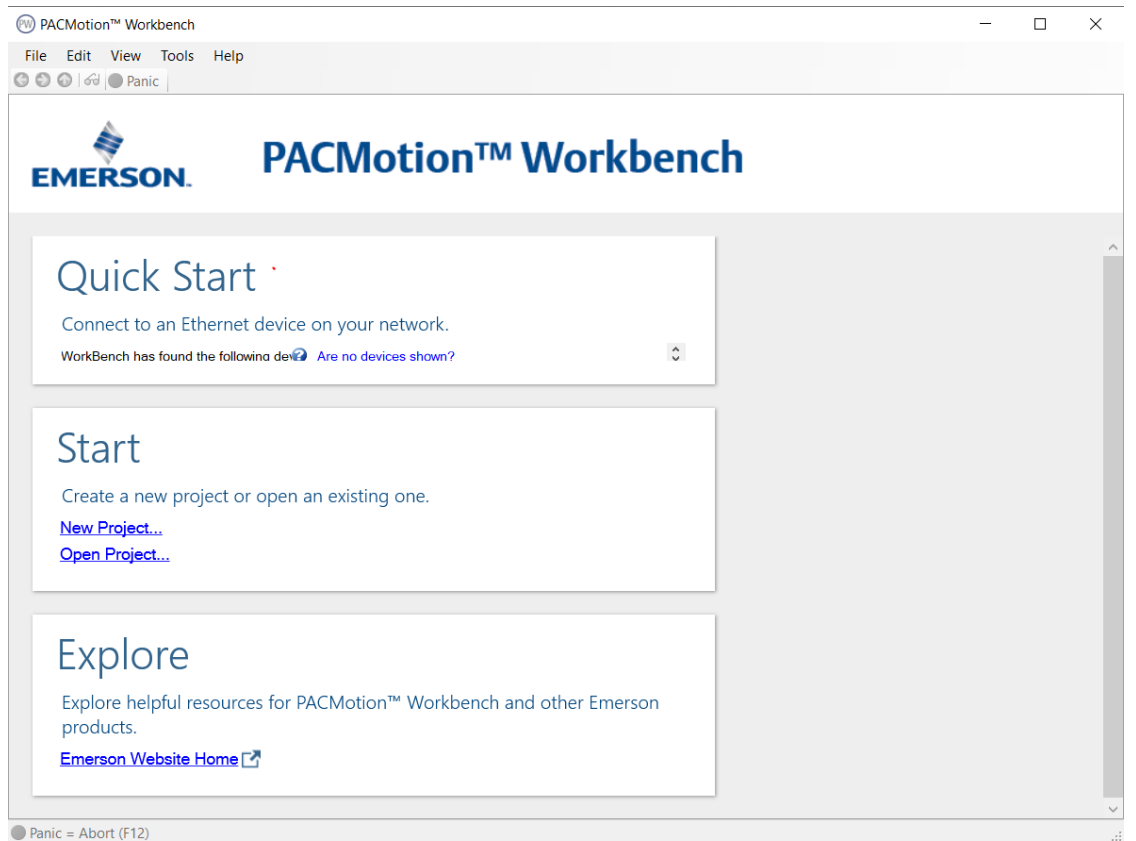 PW PACMotion™ Workbench
File Edit View Tools Help
Panic
EMERSON.
PACMotion™ Workbench
Quick Start
Connect to an Ethernet device on your network.
WorkBench has found the following dev Are no devices shown?
Start
Create a new project or open an existing one.
New Project...
Open Project...
Explore
Explore helpful resources for PACMotion™ Workbench and other Emerson
products.
Emerson Website Home
Panic = Abort (F12)